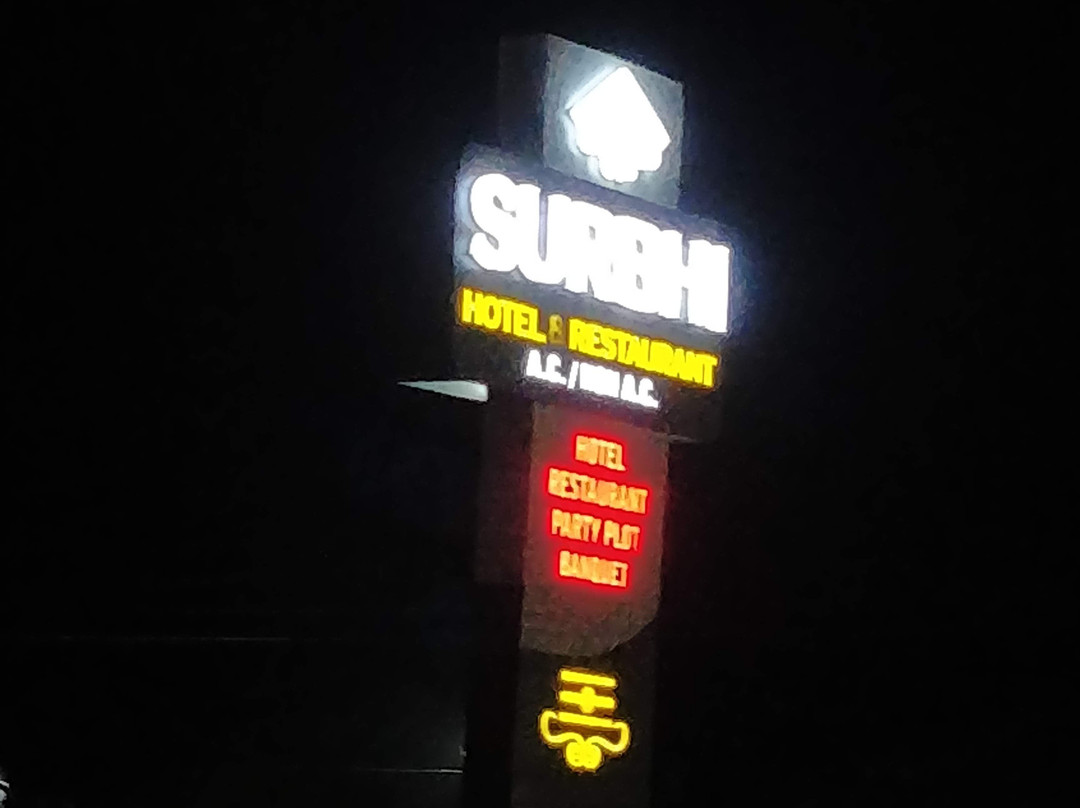 SURBHI
HOTEL & RESTAURANT
A.C. / NON A.C.
HOTEL
RESTAURANT
PARTY PLOT
BANQUET